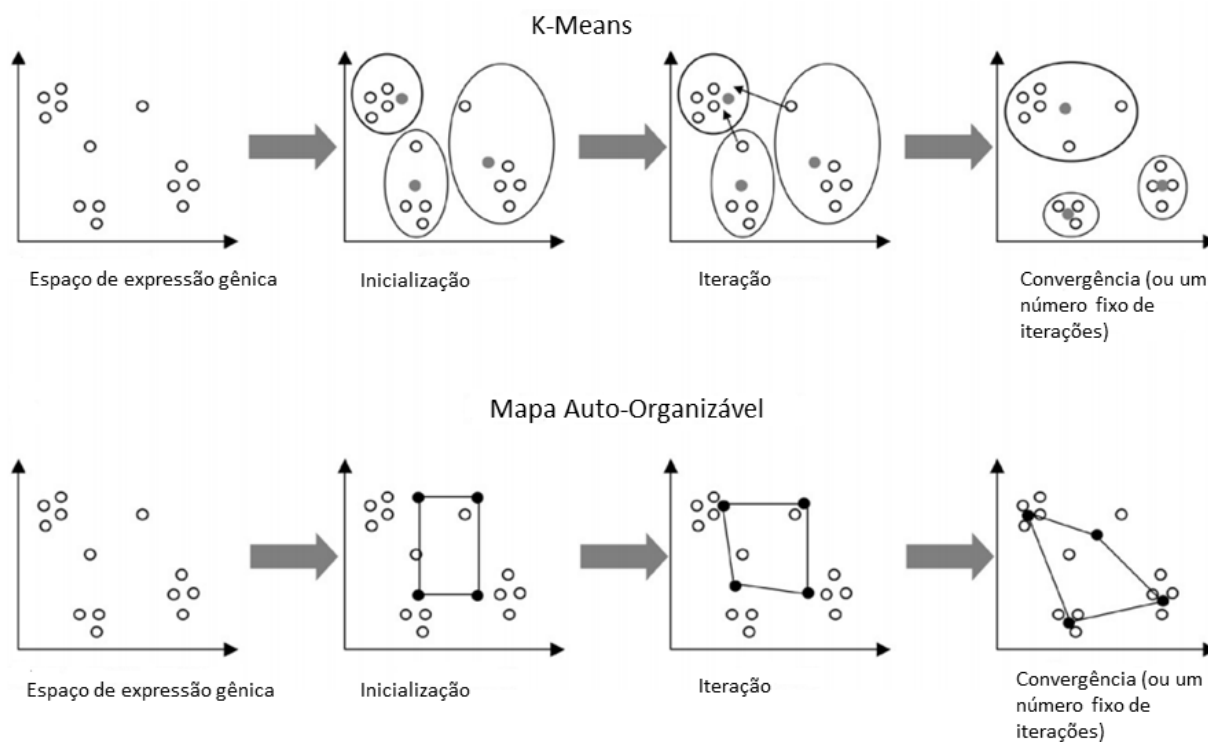 K-Means
Espaço de expressão gênica
Inicialização
Iteração
Convergência (ou um
número fixo de
iterações)
Mapa Auto-Organizável
Espaço de expressão gênica
Inicialização
Iteração
Convergência (ou um
número fixo de
iterações)